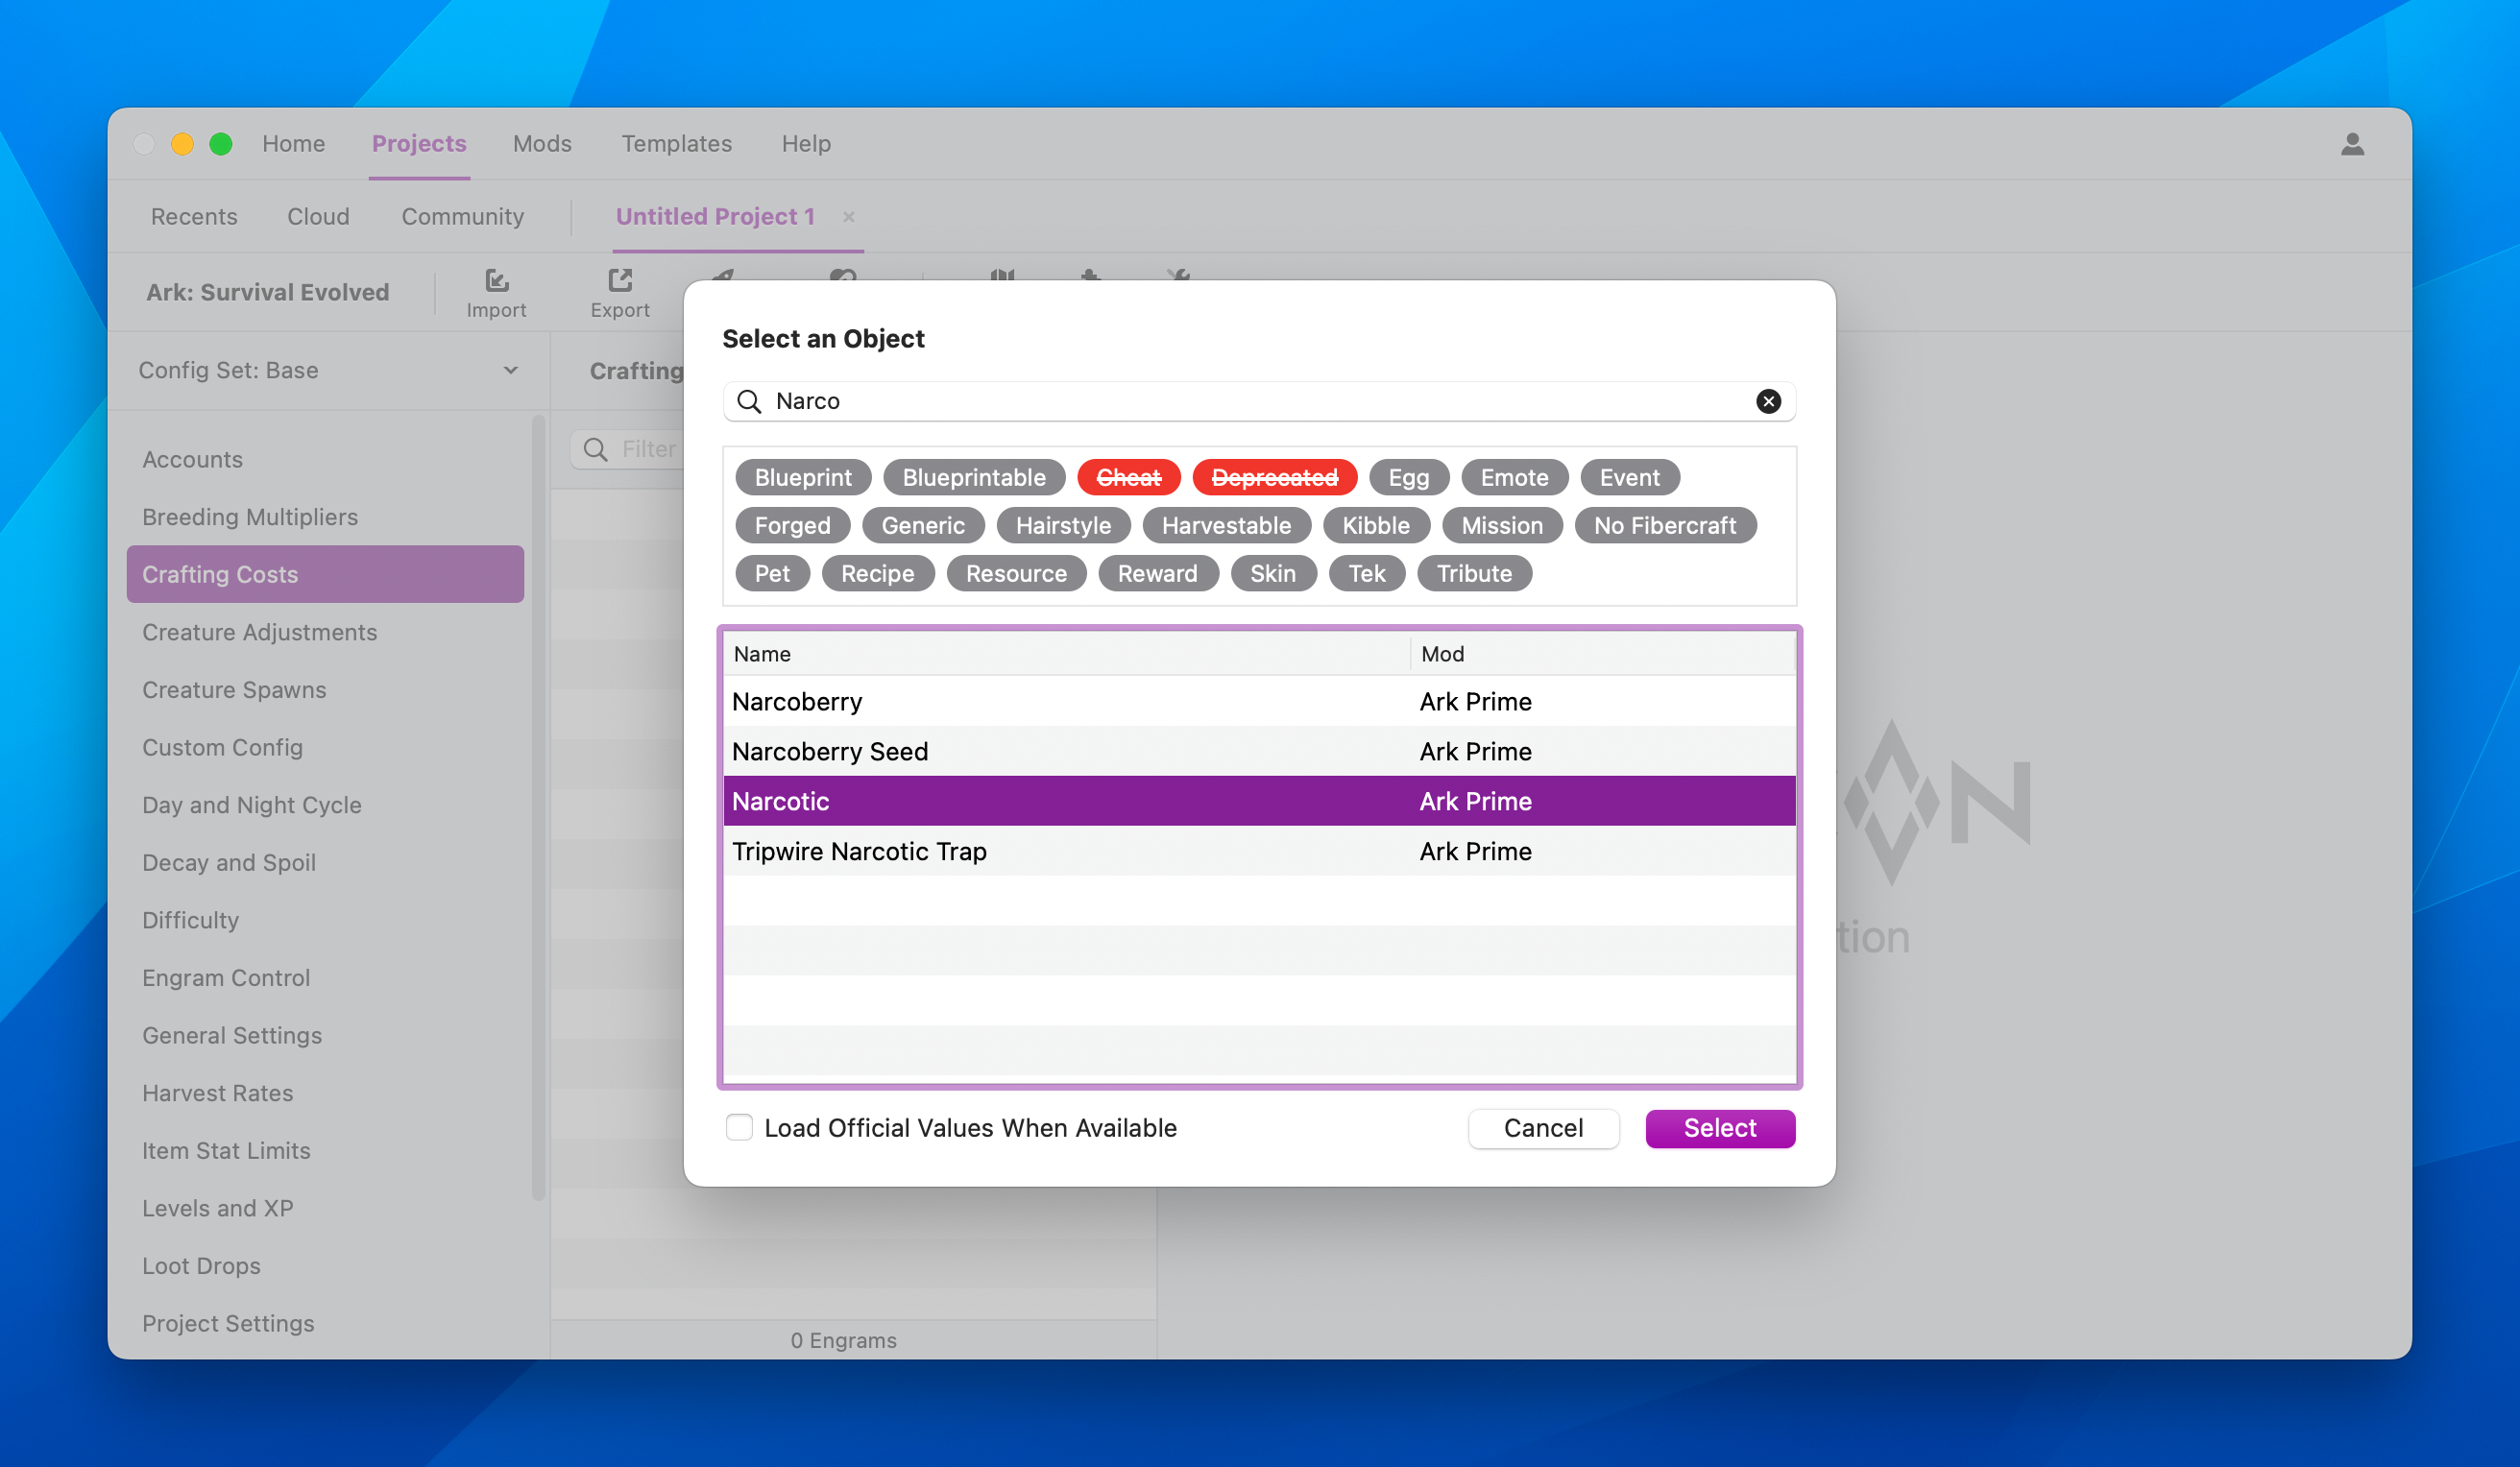 Home Projects Mods Templates Help
Recents Cloud Community Untitled Project 1 ×
Ark: Survival Evolved Import Export
Config Set: Base
Accounts
Breeding Multipliers
Crafting Costs
Creature Adjustments
Creature Spawns
Custom Config
Day and Night Cycle
Decay and Spoil
Difficulty
Engram Control
General Settings
Harvest Rates
Item Stat Limits
Levels and XP
Loot Drops
Project Settings
Crafting
Filter
0 Engrams
Select an Object
Narco
Blueprint Blueprintable Cheat Deprecated Egg Emote Event
Forged Generic Hairstyle Harvestable Kibble Mission No Fibercraft
Pet Recipe Resource Reward Skin Tek Tribute
Name Mod
Narcoberry Ark Prime
Narcoberry Seed Ark Prime
Narcotic Ark Prime
Tripwire Narcotic Trap Ark Prime
Load Official Values When Available Cancel Select